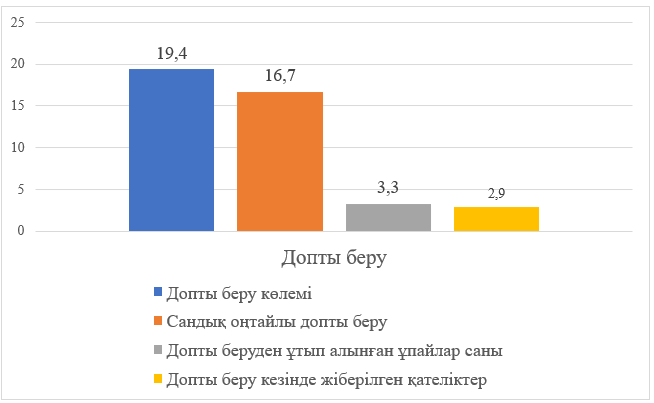 25
20
15
10
5
0
19,4
16,7
3,3
2,9
Допты беру
Допты беру көлемі
Сандық оңтайлы допты беру
Допты беруден ұтып алынған ұпайлар саны
Допты беру кезінде жіберілген қателіктер